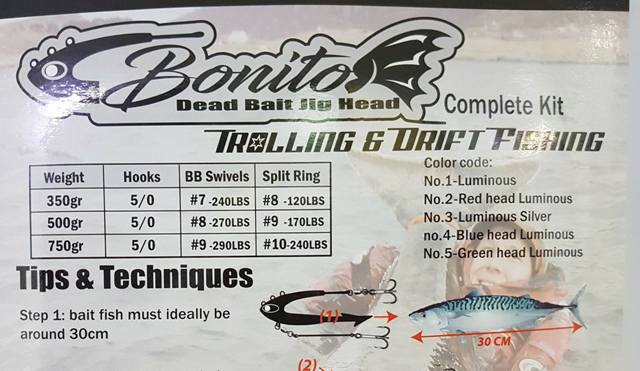 Bonito
Dead Bait Jig Head
Complete Kit
TROLLING & DRIFT FISHING
Weight Hooks BB Swivels Split Ring
350gr 5/0 #7 -240LBS #8 -120LBS
500gr 5/0 #8 -270LBS #9 -170LBS
750gr 5/0 #9 -290LBS #10-240LBS
Color code:
No.1-Luminous
No.2-Red head Luminous
No.3-Luminous Silver
no.4-Blue head Luminous
No.5-Green head Luminous
Tips & Techniques
Step 1: bait fish must ideally be
around 30cm
(1)
30 CM
(2)